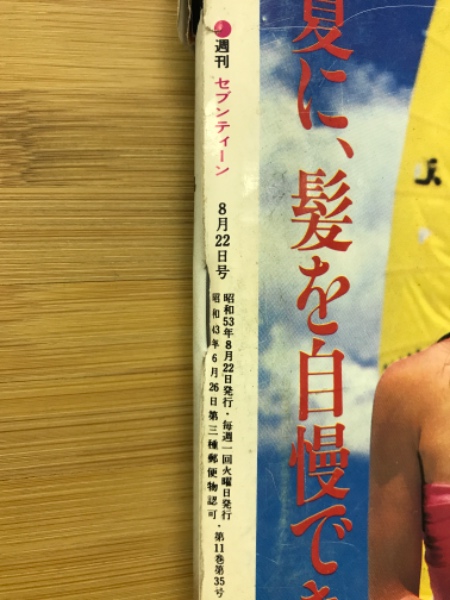 週刊 セブンティーン
8月22日号
昭和53年8月22日発行・毎週一回火曜日発行
昭和43年6月26日第三種郵便物認可・第11巻第35号
夏に、髪を自慢でき